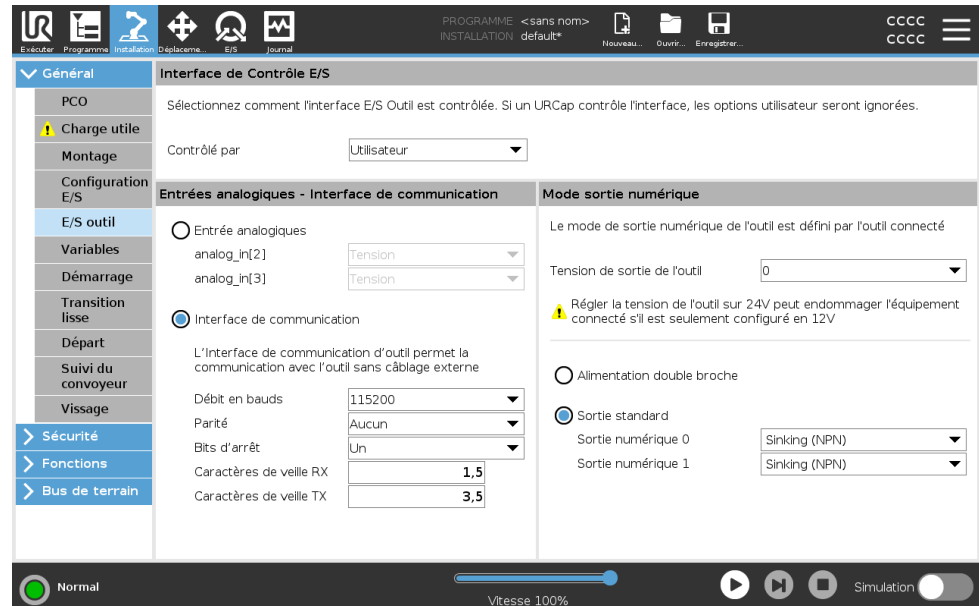 PROGRAMME <sans nom>
INSTALLATION default*
CCCC
CCCC
Exécuter Programme Installation Déplaceme... E/S Journal Nouveau... Ouvrir... Enregistrer...
Général
PCO
Charge utile
Montage
Configuration
E/S
E/S outil
Variables
Démarrage
Transition
lisse
Départ
Suivi du
convoyeur
Vissage
Sécurité
Fonctions
Bus de terrain
Interface de Contrôle E/S
Sélectionnez comment l'interface E/S Outil est contrôlée. Si un URCap contrôle l'interface, les options utilisateur seront ignorées.
Contrôlé par Utilisateur
Entrées analogiques - Interface de communication
Entrée analogiques
analog_in[2] Tension
analog_in[3] Tension
Interface de communication
L'Interface de communication d'outil permet la
communication avec l'outil sans câblage externe
Débit en bauds 115200
Parité Aucun
Bits d'arrêt Un
Caractères de veille RX 1,5
Caractères de veille TX 3,5
Mode sortie numérique
Le mode de sortie numérique de l'outil est défini par l'outil connecté
Tension de sortie de l'outil 0
Régler la tension de l'outil sur 24V peut endommager l'équipement
connecté s'il est seulement configuré en 12V
Alimentation double broche
Sortie standard
Sortie numérique 0 Sinking (NPN)
Sortie numérique 1 Sinking (NPN)
Normal
Vitesse 100%
Simulation